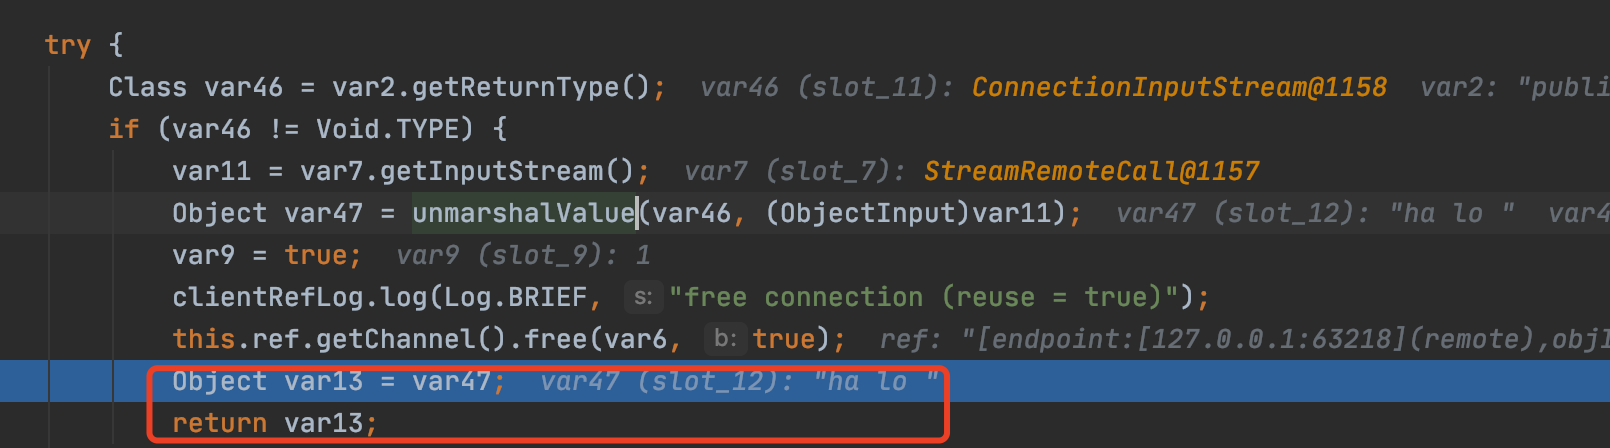 try {
Class var46 = var2.getReturnType(); var46 (slot_11): ConnectionInputStream@1158 var2: "publi
if (var46 != Void.TYPE) {
var11 = var7.getInputStream(); var7 (slot_7): StreamRemoteCall@1157
Object var47 = unmarshalValue(var46, (ObjectInput)var11); var47 (slot_12): "ha lo " var4
var9 = true; var9 (slot_9): 1
clientRefLog.log(Log.BRIEF, s: "free connection (reuse = true)");
this.ref.getChannel().free(var6, b: true); ref: "[endpoint:[127.0.0.1:63218](remote),objI
Object var13 = var47; var47 (slot_12): "ha lo "
return var13;